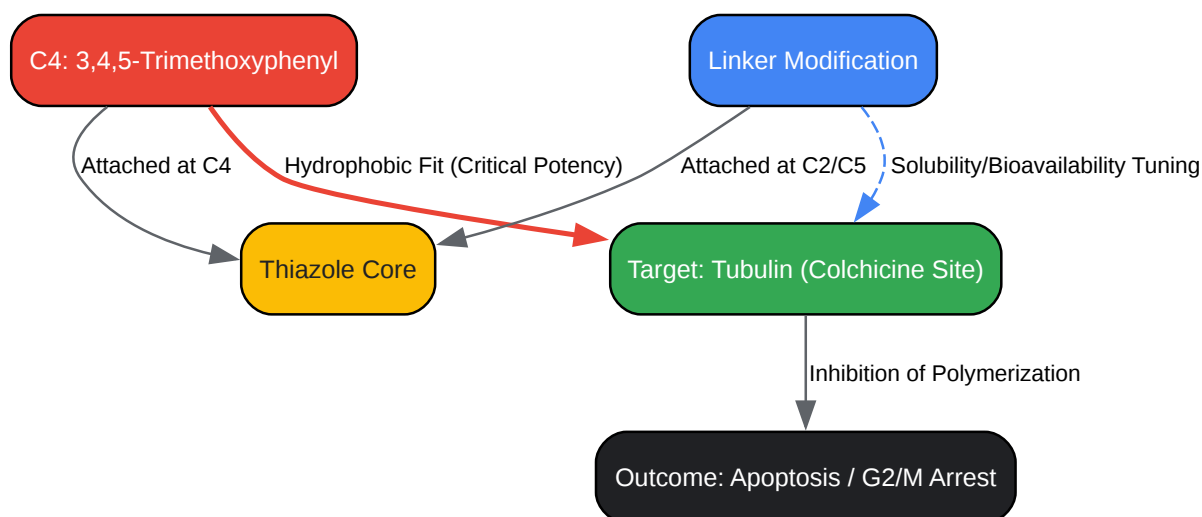 C4: 3,4,5-Trimethoxyphenyl
Linker Modification
Attached at C4
Hydrophobic Fit (Critical Potency)
Attached at C2/C5
Solubility/Bioavailability Tuning
Thiazole Core
Target: Tubulin (Colchicine Site)
Inhibition of Polymerization
Outcome: Apoptosis / G2/M Arrest